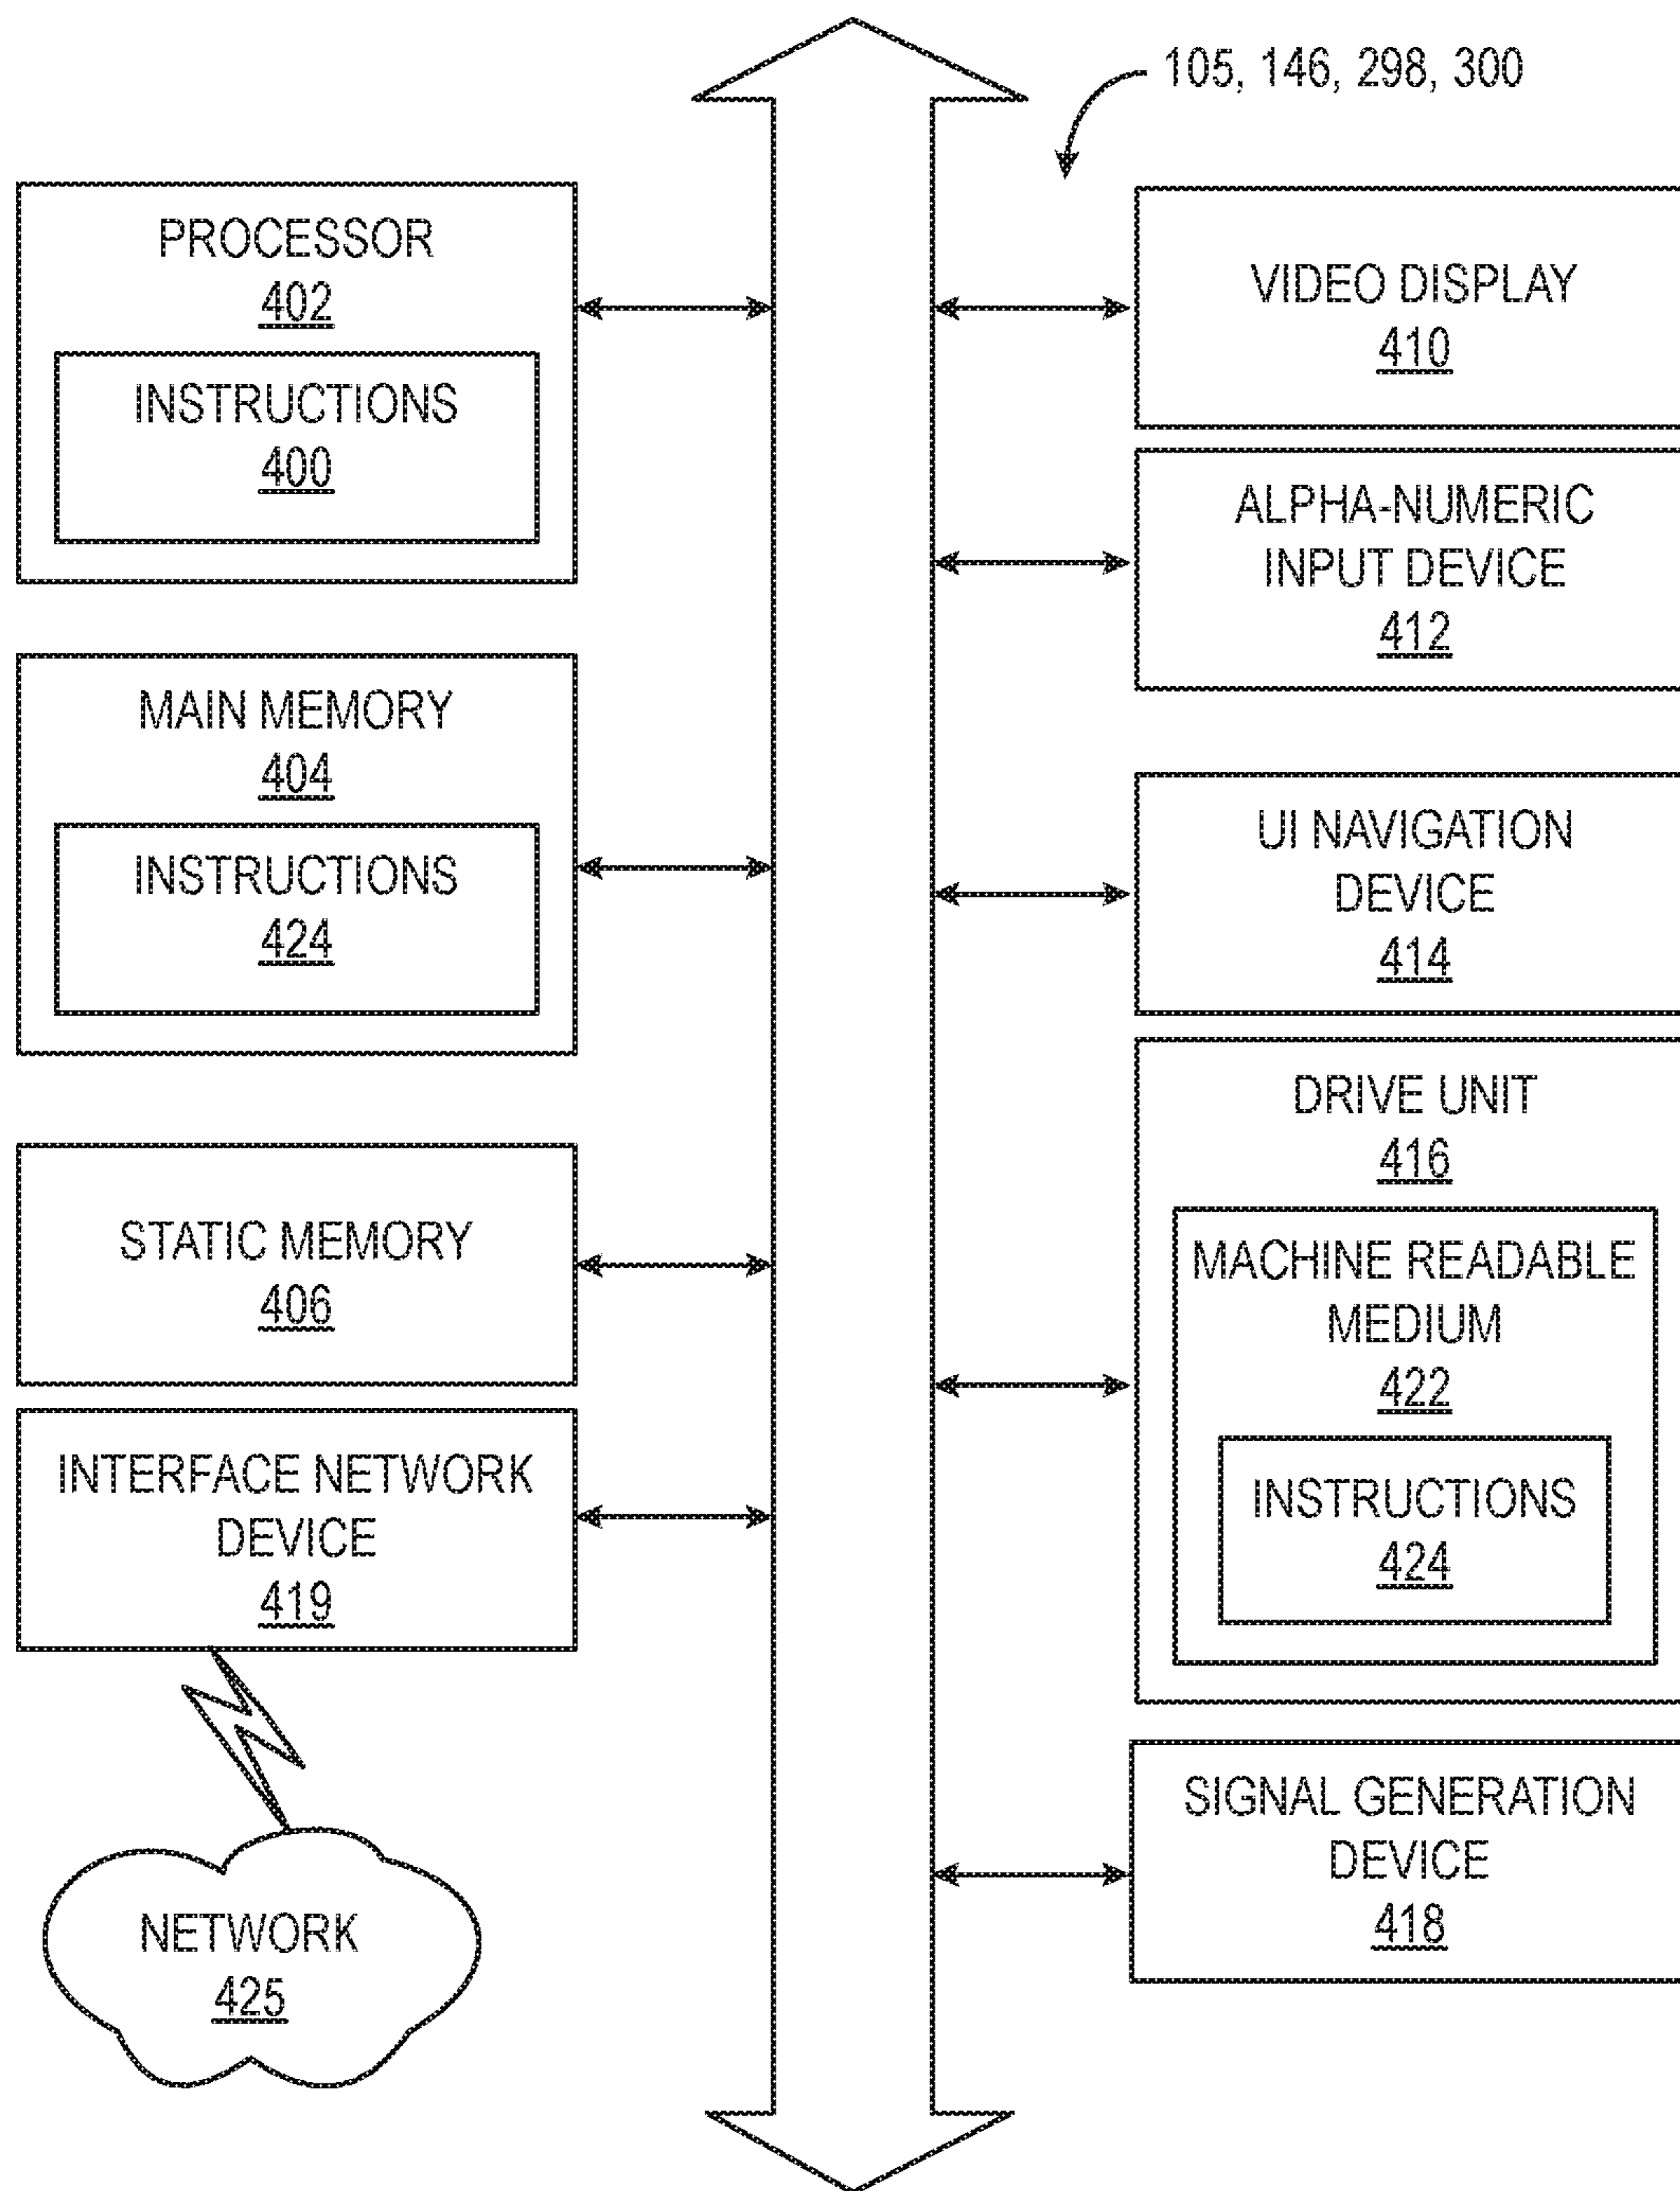 105, 146, 298, 300
PROCESSOR
402
INSTRUCTIONS
400
MAIN MEMORY
404
INSTRUCTIONS
424
STATIC MEMORY
406
INTERFACE NETWORK
DEVICE
419
NETWORK
425
VIDEO DISPLAY
410
ALPHA-NUMERIC
INPUT DEVICE
412
UI NAVIGATION
DEVICE
414
DRIVE UNIT
416
MACHINE READABLE
MEDIUM
422
INSTRUCTIONS
424
SIGNAL GENERATION
DEVICE
418